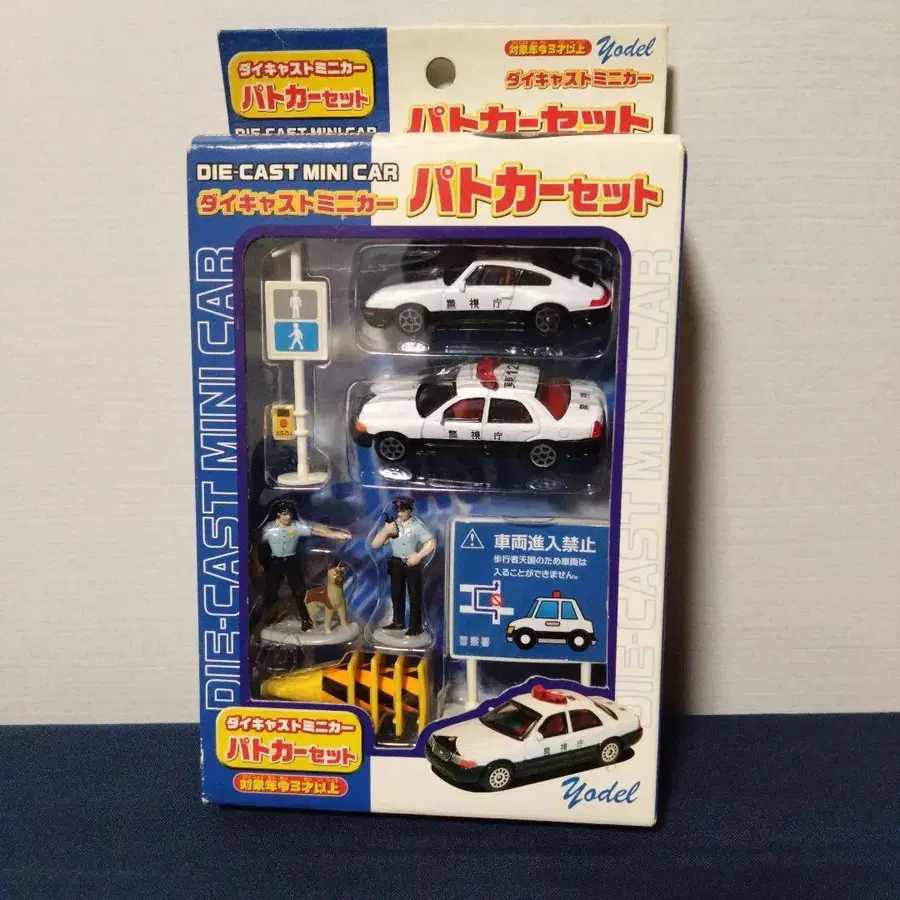 ダイキャストミニカー
パトカーセット
DIE-CAST MINI CAR
対象年令3才以上
Yodel
ダイキャストミニカー
パトカーセット
DIE-CAST MINI CAR
ダイキャストミニカー
パトカーセット
DIE-CAST MINI CAR
DIE-CAST MINI CAR
警視庁
警視庁
車両進入禁止
歩行者天国のため車両は
入ることができません。
警察署
ダイキャストミニカー
パトカーセット
対象年令3才以上
警視庁
Yodel